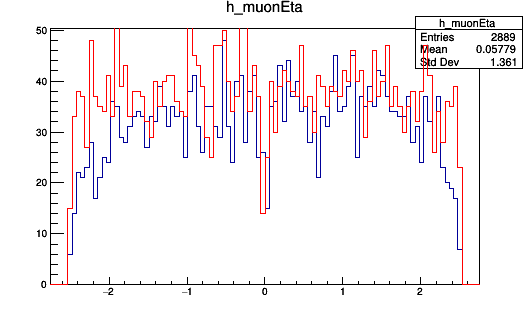 h_muonEta
h_muonEta
Entries 2889
Mean 0.05779
Std Dev 1.361
50
40
30
20
10
0
−2 −1 0 1 2